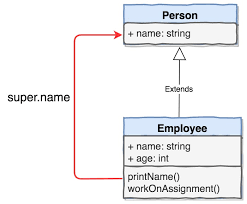 Person
+ name: string
super.name
Extends
Employee
+ name: string
+ age: int
printName()
workOnAssignment()